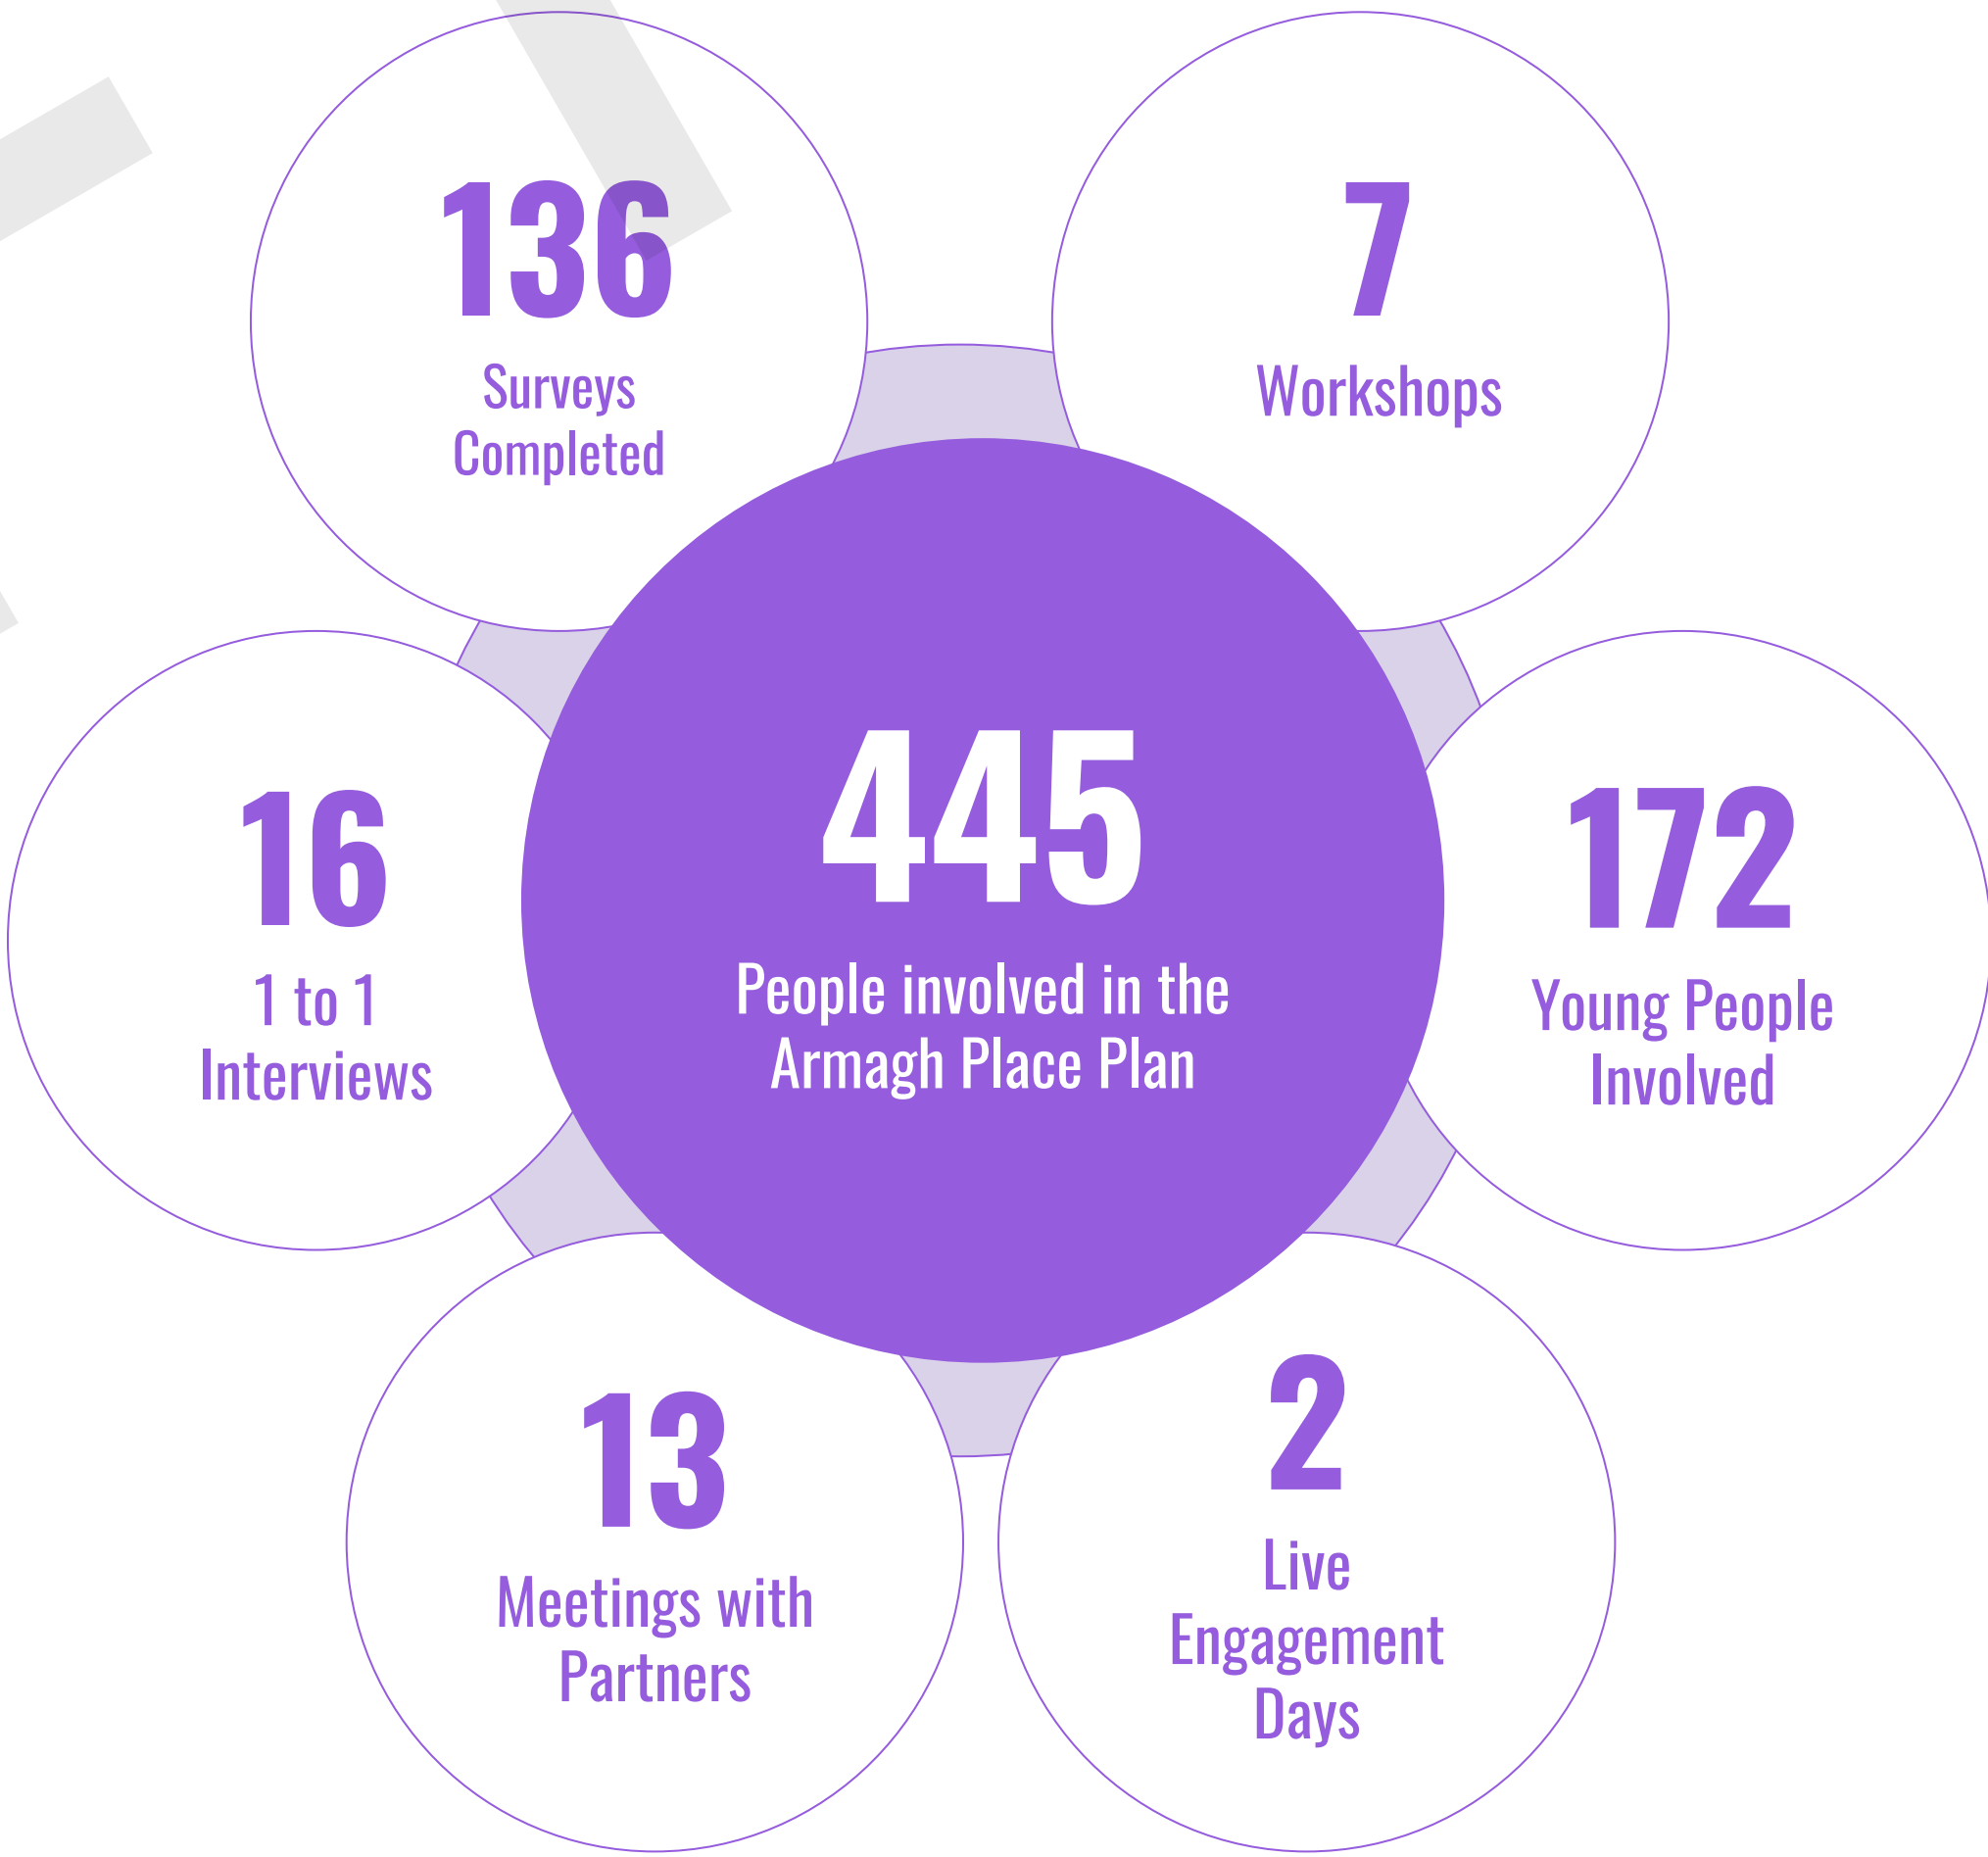 136
Surveys
Completed
7
Workshops
16
1 to 1
Interviews
445
People involved in the
Armagh Place Plan
172
Young People
Involved
13
Meetings with
Partners
2
Live
Engagement
Days